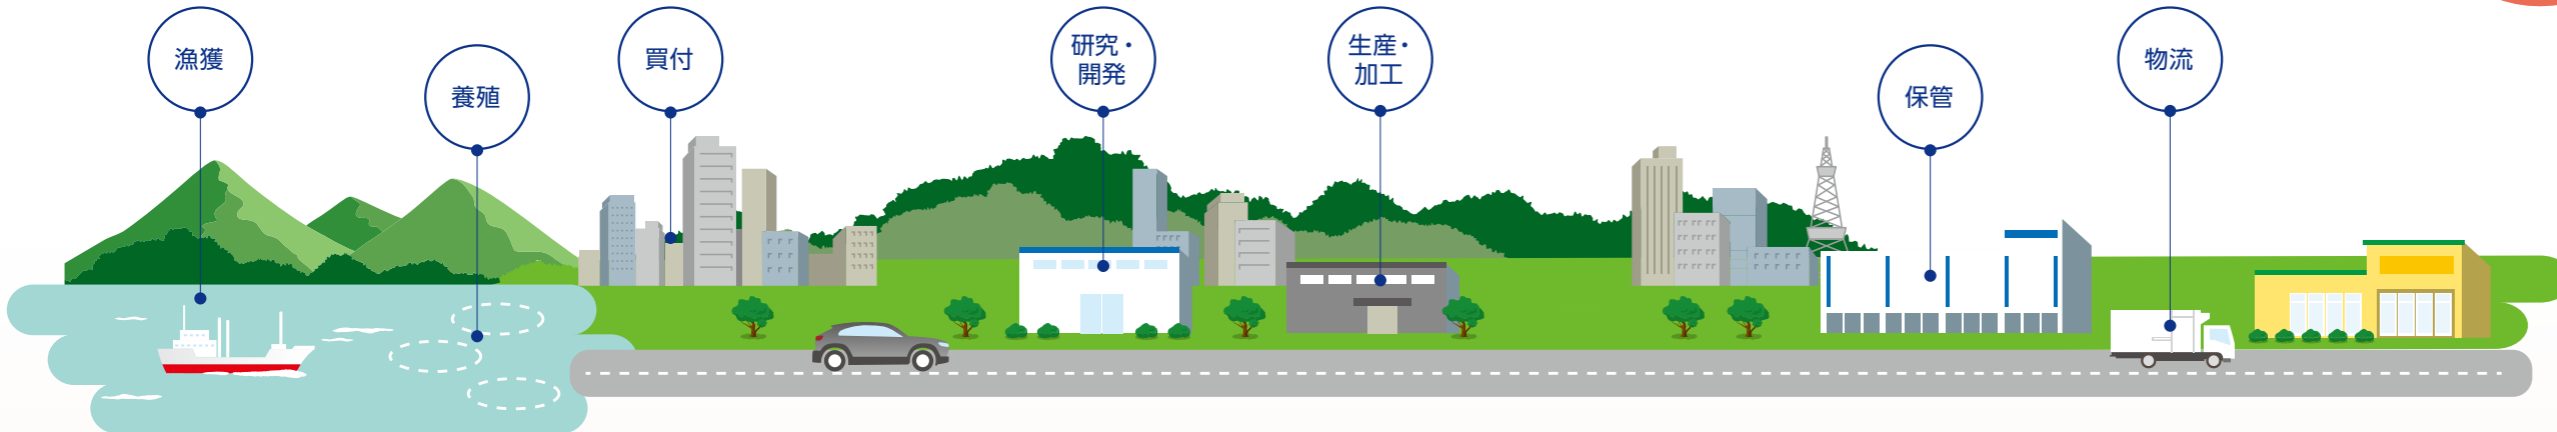 漁獲
養殖
買付
研究・
開発
生産・
加工
保管
物流